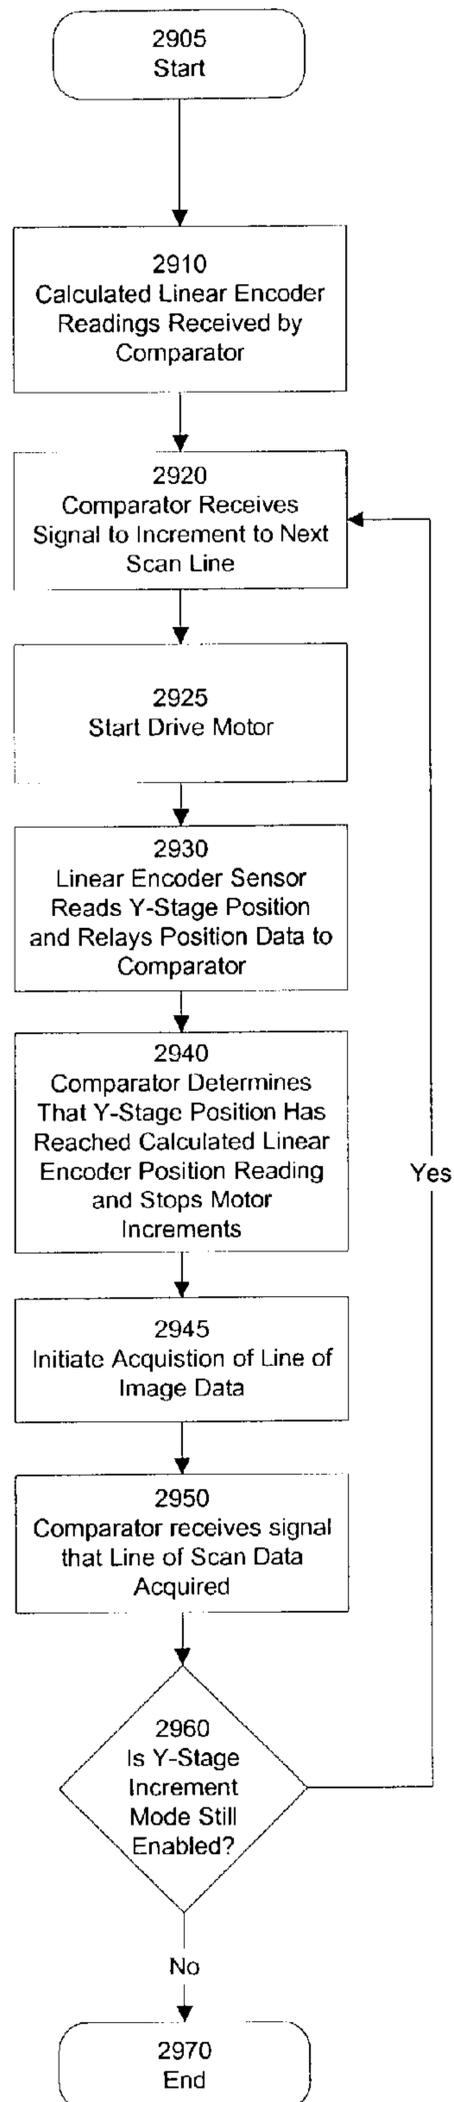 2905
Start
2910
Calculated Linear Encoder
Readings Received by
Comparator
2920
Comparator Receives
Signal to Increment to Next
Scan Line
2925
Start Drive Motor
2930
Linear Encoder Sensor
Reads Y-Stage Position
and Relays Position Data to
Comparator
2940
Comparator Determines
That Y-Stage Position Has
Reached Calculated Linear
Encoder Position Reading
and Stops Motor
Increments
Yes
2945
Initiate Acquistion of Line of
Image Data
2950
Comparator receives signal
that Line of Scan Data
Acquired
2960
Is Y-Stage
Increment
Mode Still
Enabled?
No
2970
End